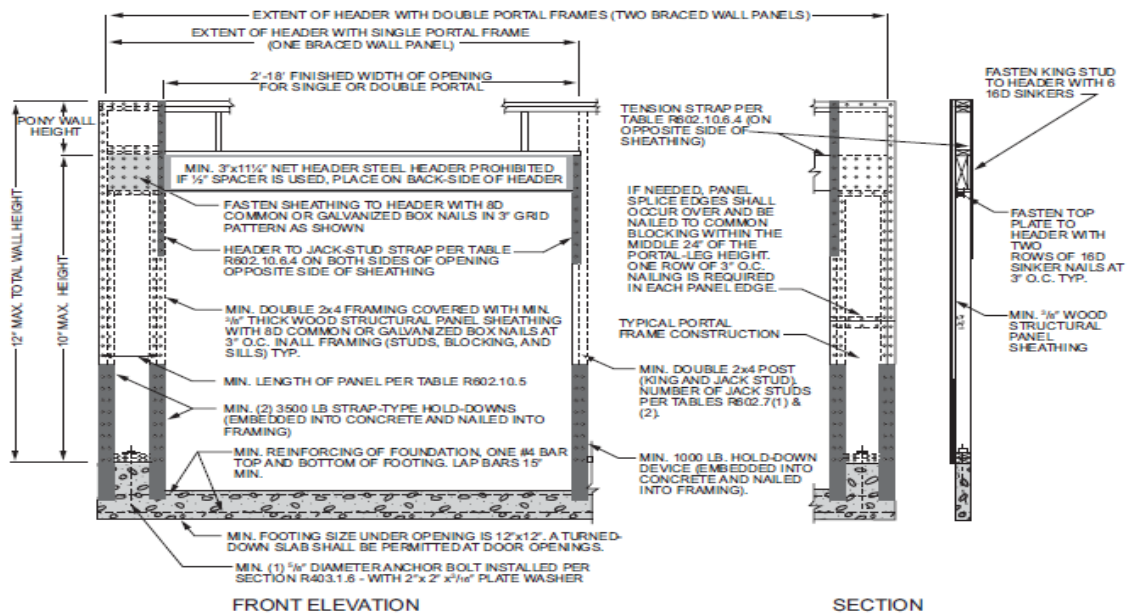 EXTENT OF HEADER WITH DOUBLE PORTAL FRAMES (TWO BRACED WALL PANELS)
EXTENT OF HEADER WITH SINGLE PORTAL FRAME
(ONE BRACED WALL PANEL)
2'-18' FINISHED WIDTH OF OPENING
FOR SINGLE OR DOUBLE PORTAL
PONY WALL
HEIGHT
12" MAX. TOTAL WALL HEIGHT
10" MAX. HEIGHT
MIN. 3"x11¼" NET HEADER STEEL HEADER PROHIBITED
IF ½" SPACER IS USED, PLACE ON BACK-SIDE OF HEADER
FASTEN SHEATHING TO HEADER WITH 8D
COMMON OR GALVANIZED BOX NAILS IN 3" GRID
PATTERN AS SHOWN
HEADER TO JACK-STUD STRAP PER TABLE
R602.10.6.4 ON BOTH SIDES OF OPENING
OPPOSITE SIDE OF SHEATHING
MIN. DOUBLE 2x4 FRAMING COVERED WITH MIN.
³/₈" THICK WOOD STRUCTURAL PANEL SHEATHING
WITH 8D COMMON OR GALVANIZED BOX NAILS AT
3" O.C. IN ALL FRAMING (STUDS, BLOCKING, AND
SILLS) TYP.
MIN. LENGTH OF PANEL PER TABLE R602.10.5
MIN. (2) 3500 LB STRAP-TYPE HOLD-DOWNS
(EMBEDDED INTO CONCRETE AND NAILED INTO
FRAMING)
MIN. REINFORCING OF FOUNDATION, ONE #4 BAR
TOP AND BOTTOM OF FOOTING. LAP BARS 15"
MIN.
MIN. FOOTING SIZE UNDER OPENING IS 12"x12". A TURNED-
DOWN SLAB SHALL BE PERMITTED AT DOOR OPENINGS.
MIN. (1) ⁵/₈" DIAMETER ANCHOR BOLT INSTALLED PER
SECTION R403.1.6 - WITH 2"x 2" x³/₁₆" PLATE WASHER
FRONT ELEVATION
TENSION STRAP PER
TABLE R602.10.6.4 (ON
OPPOSITE SIDE OF
SHEATHING)
IF NEEDED, PANEL
SPLICE EDGES SHALL
OCCUR OVER AND BE
NAILED TO COMMON
BLOCKING WITHIN THE
MIDDLE 24" OF THE
PORTAL-LEG HEIGHT.
ONE ROW OF 3" O.C.
NAILING IS REQUIRED
IN EACH PANEL EDGE.
TYPICAL PORTAL
FRAME CONSTRUCTION
MIN. DOUBLE 2x4 POST
(KING AND JACK STUD).
NUMBER OF JACK STUDS
PER TABLES R602.7(1) &
(2).
MIN. 1000 LB. HOLD-DOWN
DEVICE (EMBEDDED INTO
CONCRETE AND NAILED
INTO FRAMING).
FASTEN KING STUD
TO HEADER WITH 6
16D SINKERS
FASTEN TOP
PLATE TO
HEADER WITH
TWO
ROWS OF 16D
SINKER NAILS AT
3" O.C. TYP.
MIN. ³/₈" WOOD
STRUCTURAL
PANEL
SHEATHING
SECTION